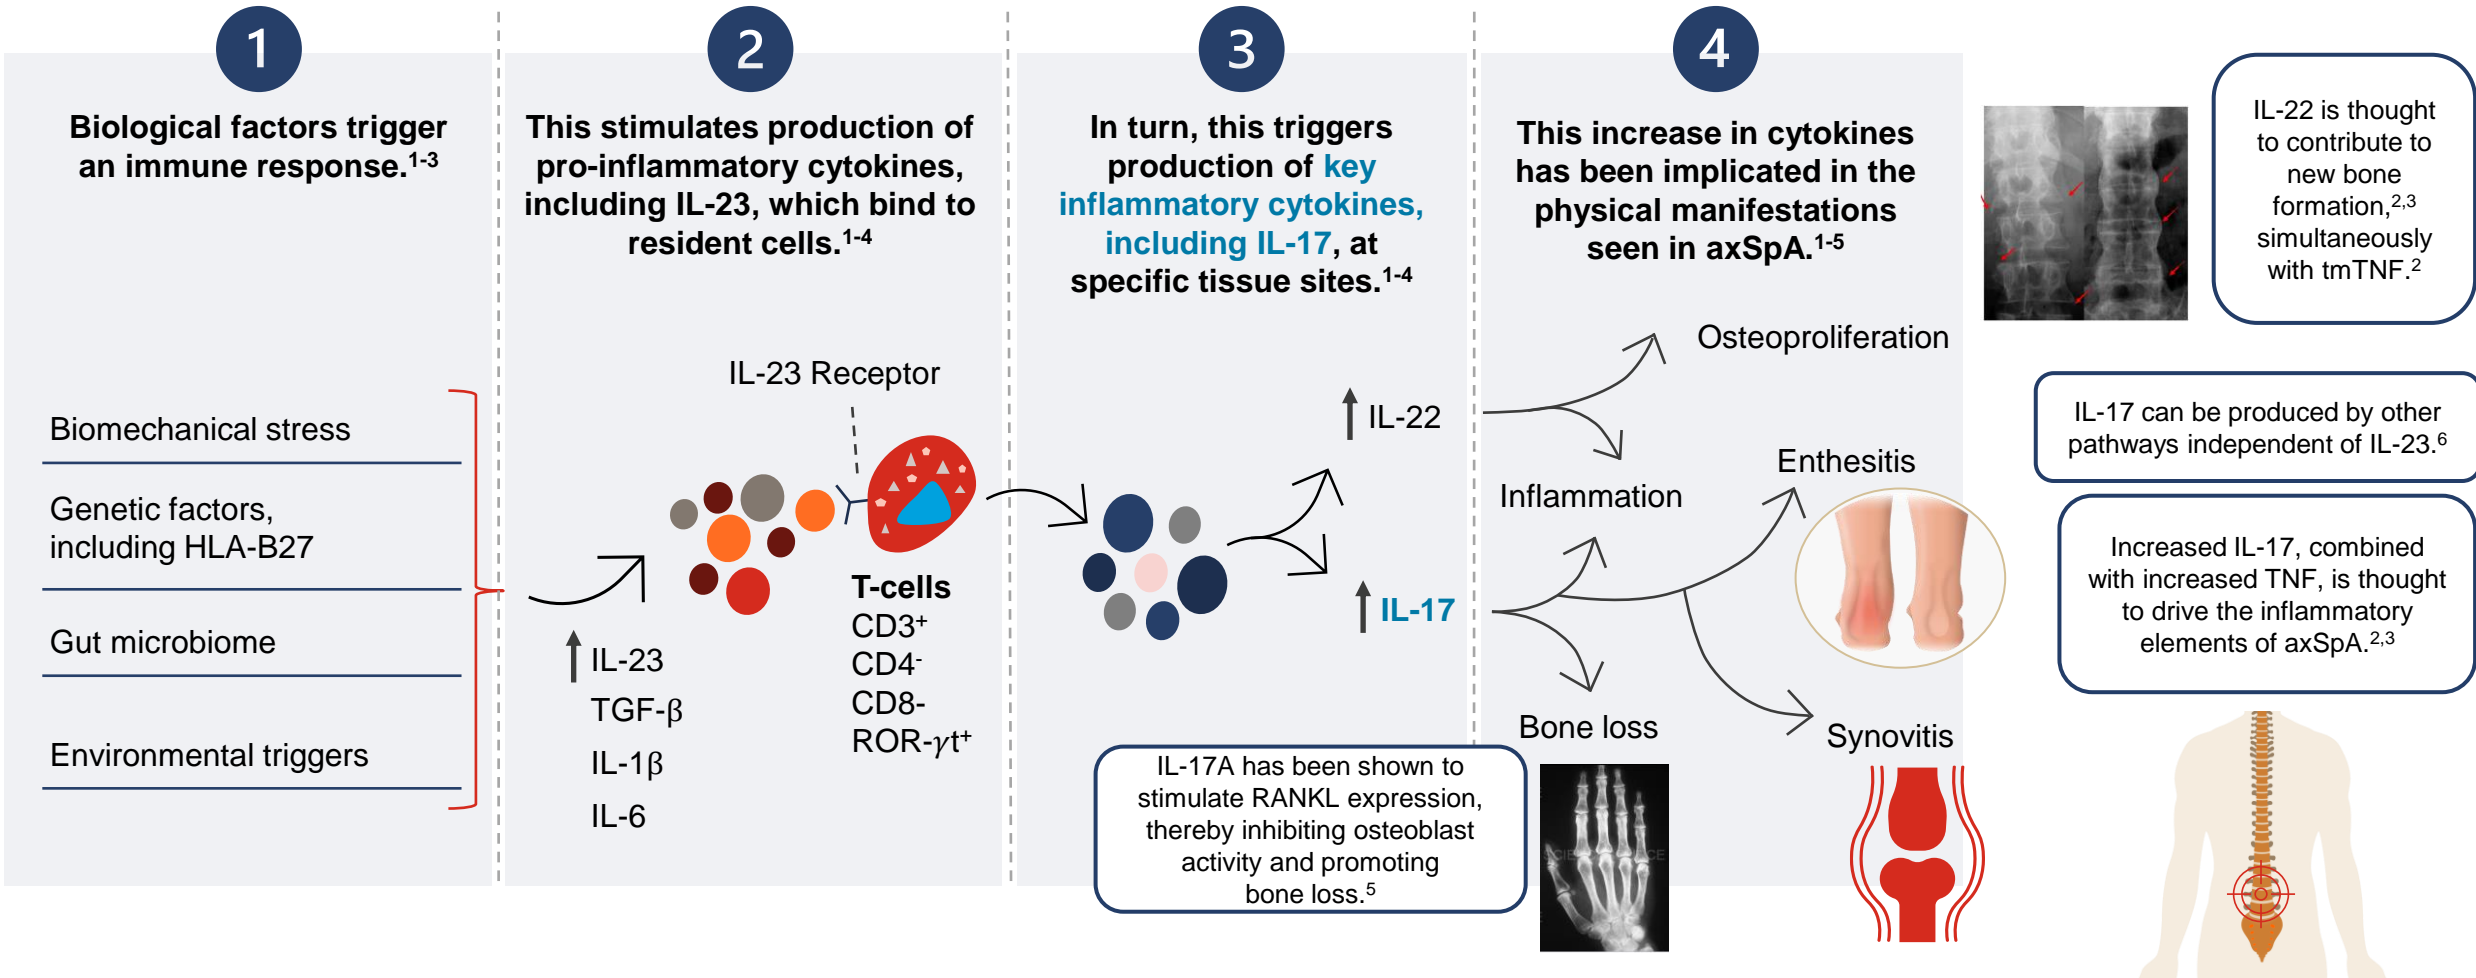 1
Biological factors trigger
an immune response.1-3
Biomechanical stress
Genetic factors,
including HLA-B27
Gut microbiome
Environmental triggers
2
This stimulates production of
pro-inflammatory cytokines,
including IL-23, which bind to
resident cells.1-4
IL-23 Receptor
IL-23
TGF-β
IL-1β
IL-6
T-cells
CD3+
CD4-
CD8-
ROR-γt+
3
In turn, this triggers
production of key
inflammatory cytokines,
including IL-17, at
specific tissue sites.1-4
IL-22
IL-17
IL-17A has been shown to
stimulate RANKL expression,
thereby inhibiting osteoblast
activity and promoting
bone loss.5
4
This increase in cytokines
has been implicated in the
physical manifestations
seen in axSpA.1-5
Osteoproliferation
Inflammation
Enthesitis
Bone loss
Synovitis
IL-22 is thought
to contribute to
new bone
formation,2,3
simultaneously
with tmTNF.2
IL-17 can be produced by other
pathways independent of IL-23.6
Increased IL-17, combined
with increased TNF, is thought
to drive the inflammatory
elements of axSpA.2,3